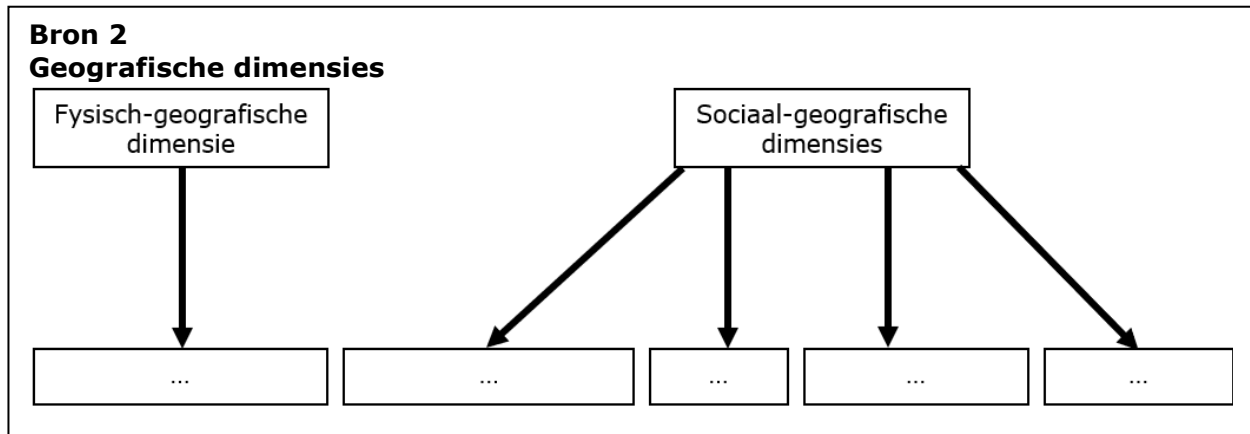 Bron 2
Geografische dimensies
Fysisch-geografische
dimensie
Sociaal-geografische
dimensies
...
...
...
...
...